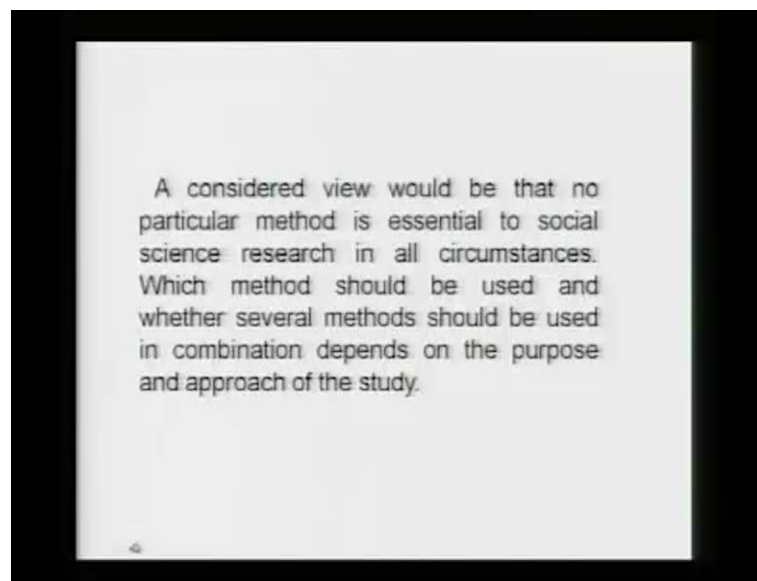 A considered view would be that no
particular method is essential to social
science research in all circumstances.
Which method should be used and
whether several methods should be used
in combination depends on the purpose
and approach of the study.